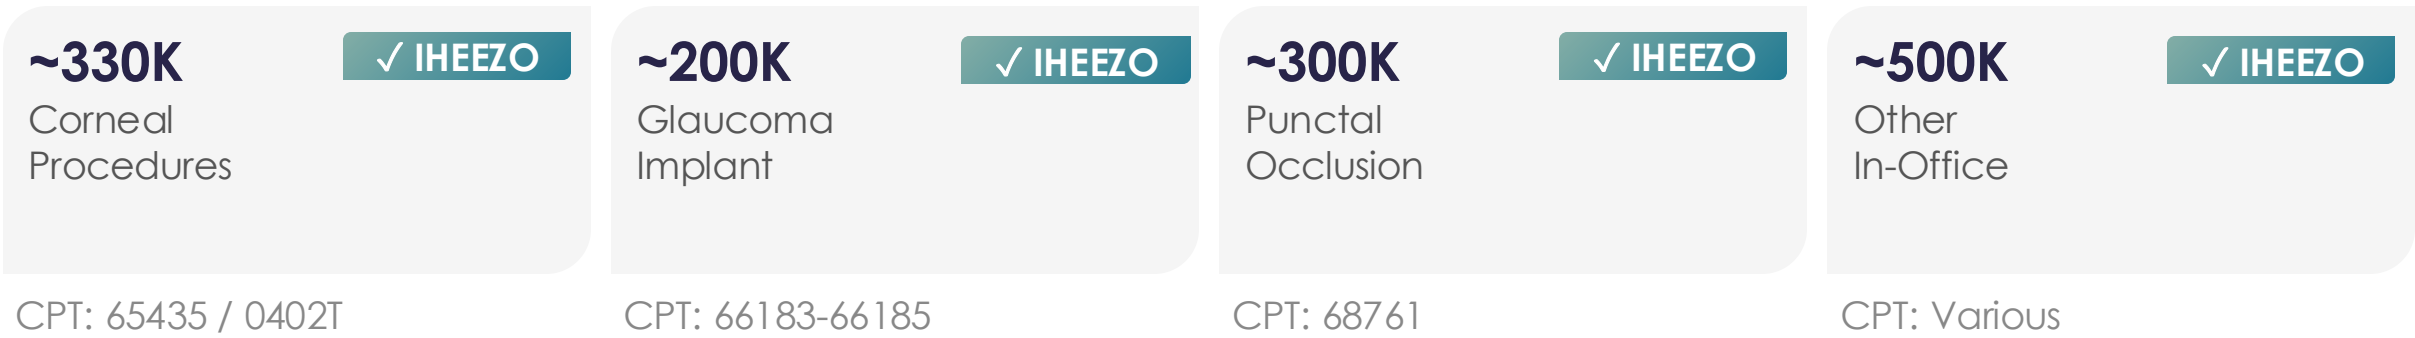 ~330K
✓ IHEEZO
Corneal
Procedures
CPT: 65435 / 0402T
~200K
✓ IHEEZO
Glaucoma
Implant
CPT: 66183-66185
~300K
✓ IHEEZO
Punctal
Occlusion
CPT: 68761
~500K
✓ IHEEZO
Other
In-Office
CPT: Various